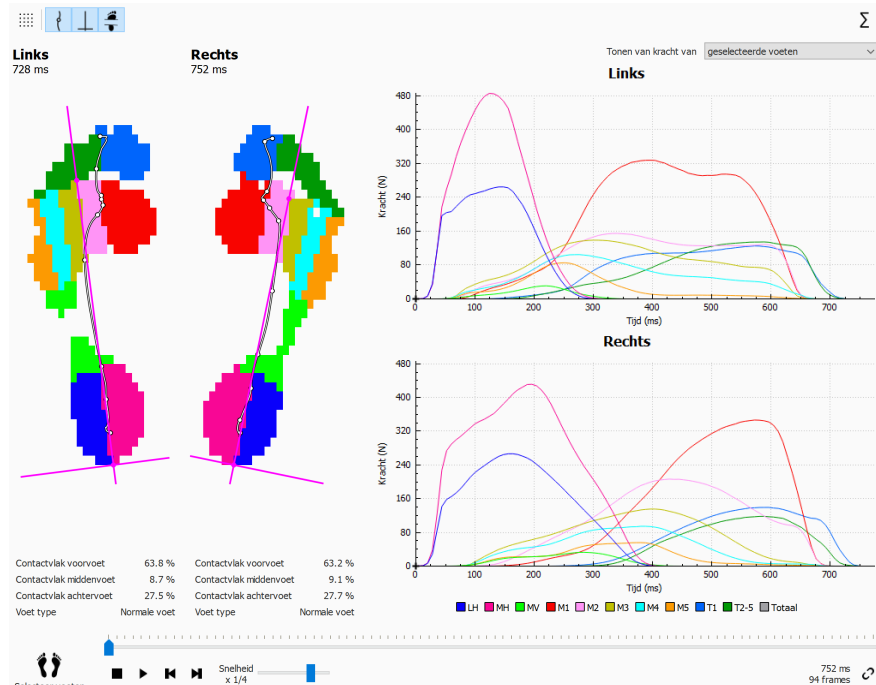 Σ
Links
728 ms
Rechts
752 ms
Tonen van kracht van geselecteerde voeten
Links
480
400
320
240
160
80
0
Kracht (N)
0 100 200 300 400 500 600 700
Tijd (ms)
Rechts
480
400
320
240
160
80
0
Kracht (N)
0 100 200 300 400 500 600 700
Tijd (ms)
LH MH MV M1 M2 M3 M4 M5 T1 T2-5 Totaal
Contactvlak voorvoet 63.8 % Contactvlak voorvoet 63.2 %
Contactvlak middenvoet 8.7 % Contactvlak middenvoet 9.1 %
Contactvlak achtervoet 27.5 % Contactvlak achtervoet 27.7 %
Voet type Normale voet Voet type Normale voet
Snelheid
x 1/4
752 ms
94 frames